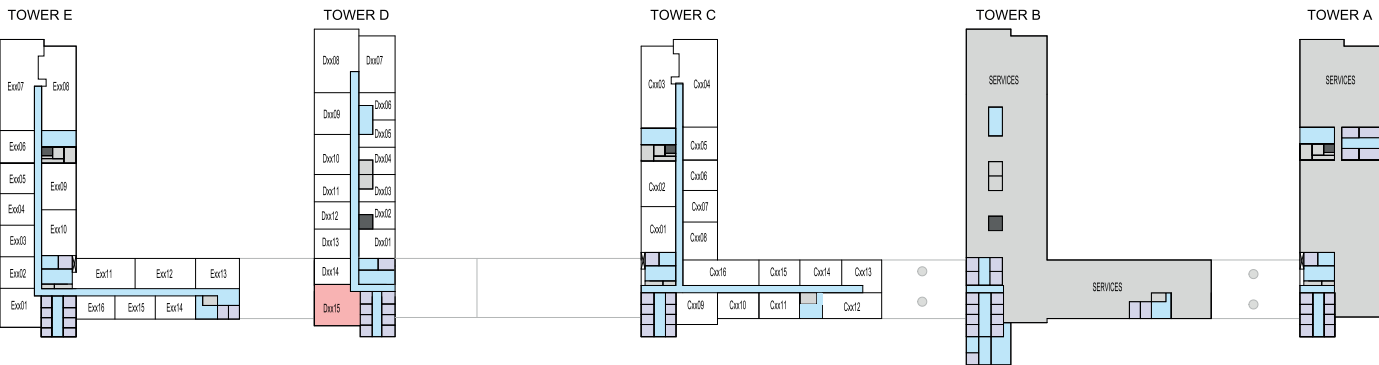 TOWER E
TOWER D
TOWER C
TOWER B
TOWER A
Exx07
Exx08
Exx06
Exx05
Exx09
Exx04
Exx10
Exx03
Exx02
Exx11
Exx12
Exx13
Exx01
Exx16
Exx15
Exx14
Dxx08
Dxx07
Dxx09
Dxx06
Dxx05
Dxx10
Dxx04
Dxx11
Dxx03
Dxx12
Dxx02
Dxx13
Dxx01
Dxx14
Dxx15
Cxx03
Cxx04
Cxx05
Cxx02
Cxx06
Cxx07
Cxx01
Cxx08
Cxx16
Cxx15
Cxx14
Cxx13
Cxx09
Cxx10
Cxx11
Cxx12
SERVICES
SERVICES
SERVICES